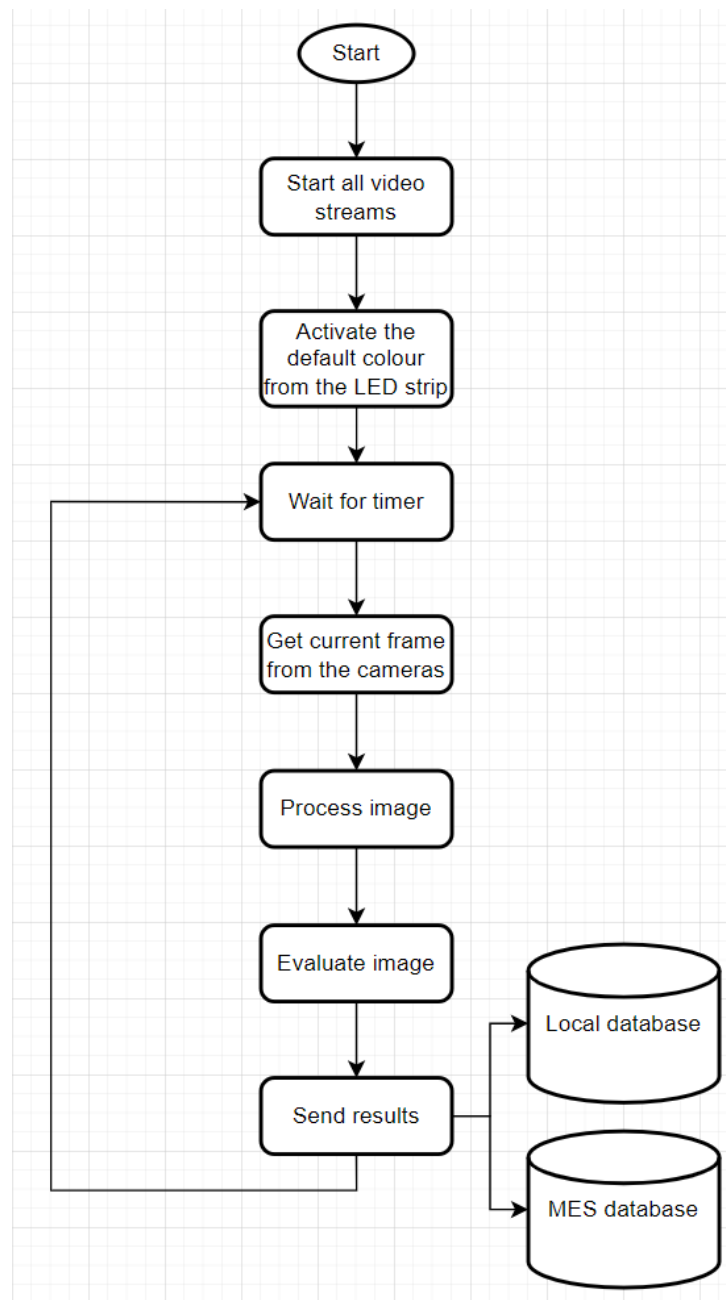 Start
Start all video
streams
Activate the
default colour
from the LED strip
Wait for timer
Get current frame
from the cameras
Process image
Evaluate image
Local database
Send results
MES database